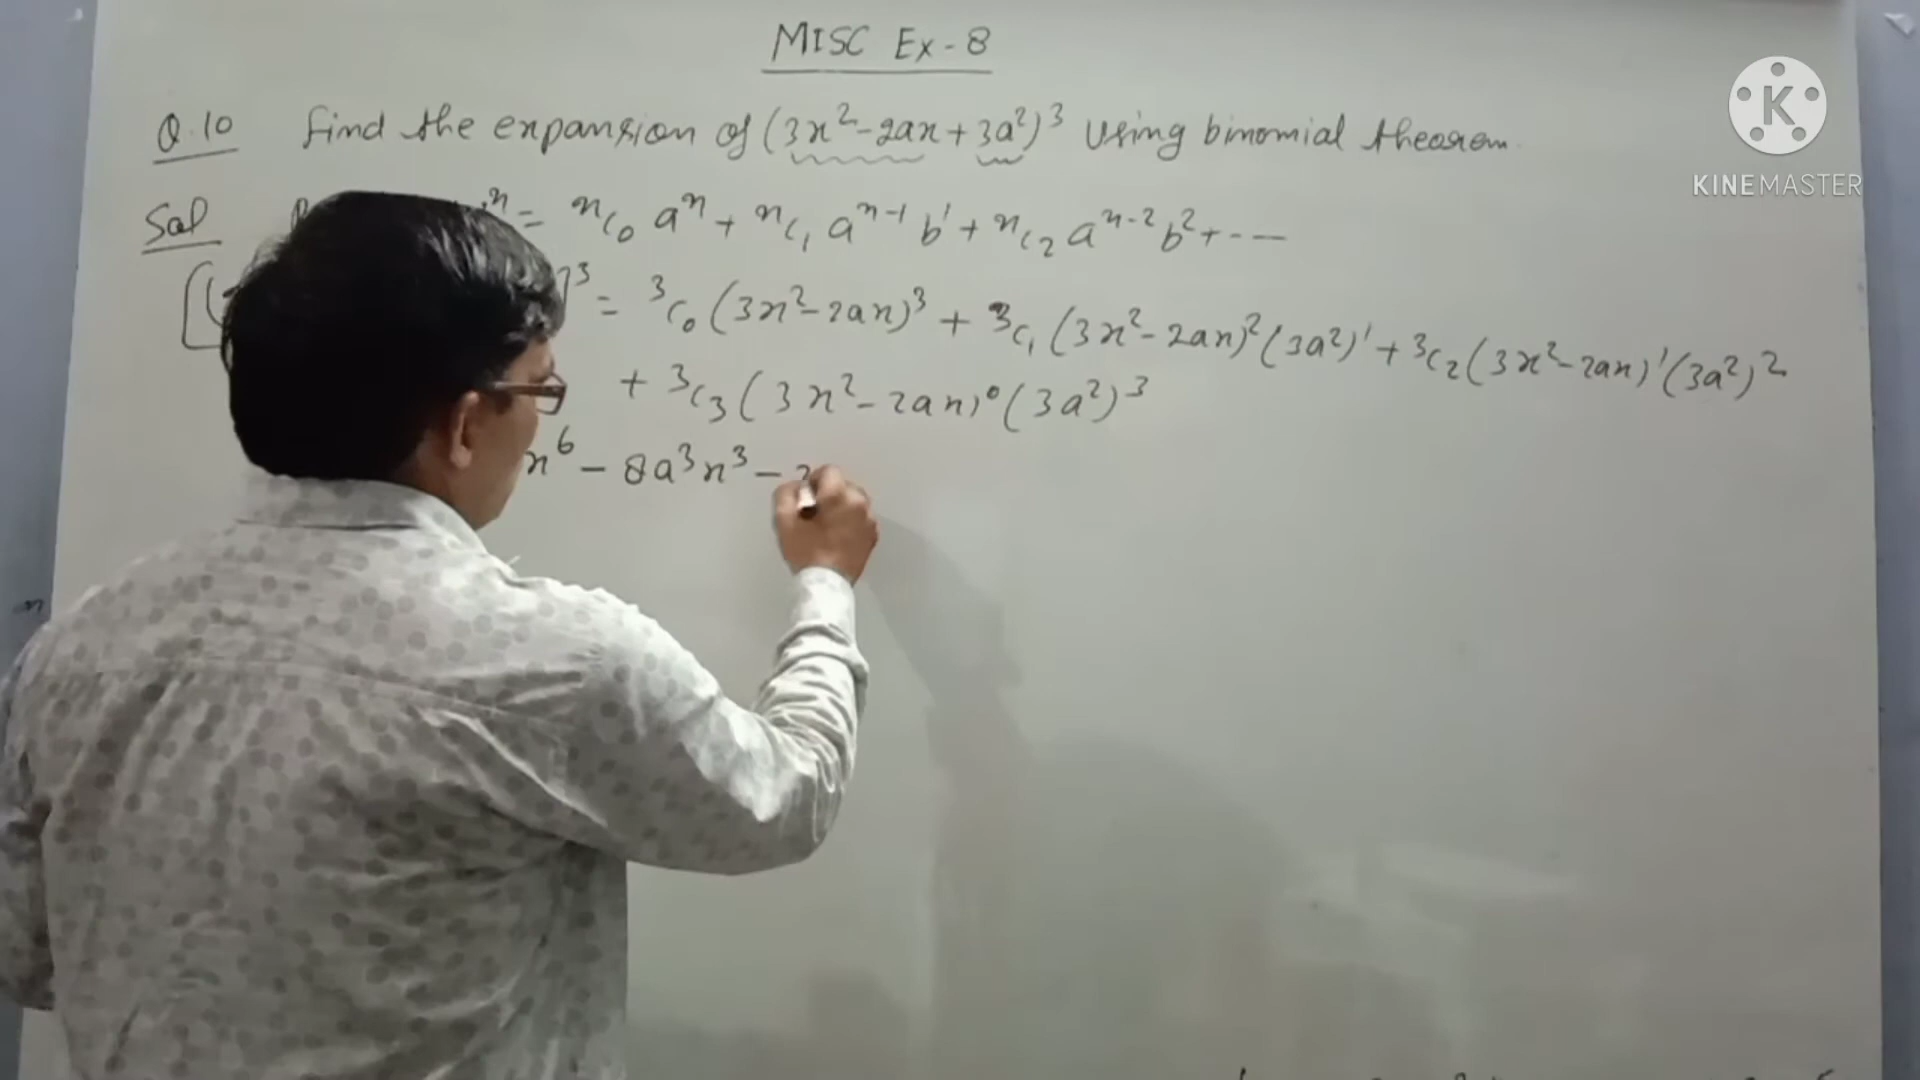 MISC Ex-8
K
KINEMASTER
Q.10 Find the expansion of (3x²-2ax+3a²)³ using binomial theorem.
Sol ⁿ = ⁿC₀ aⁿ + ⁿC₁ aⁿ⁻¹ b¹ + ⁿC₂ aⁿ⁻² b² + ---
[( ]³ = ³C₀ (3x²-2ax)³ + ³C₁ (3x²-2ax)² (3a²)¹ + ³C₂ (3x²-2ax)¹ (3a²)²
+ ³C₃ (3x²-2ax)⁰ (3a²)³
x⁶ - 8a³x³ -